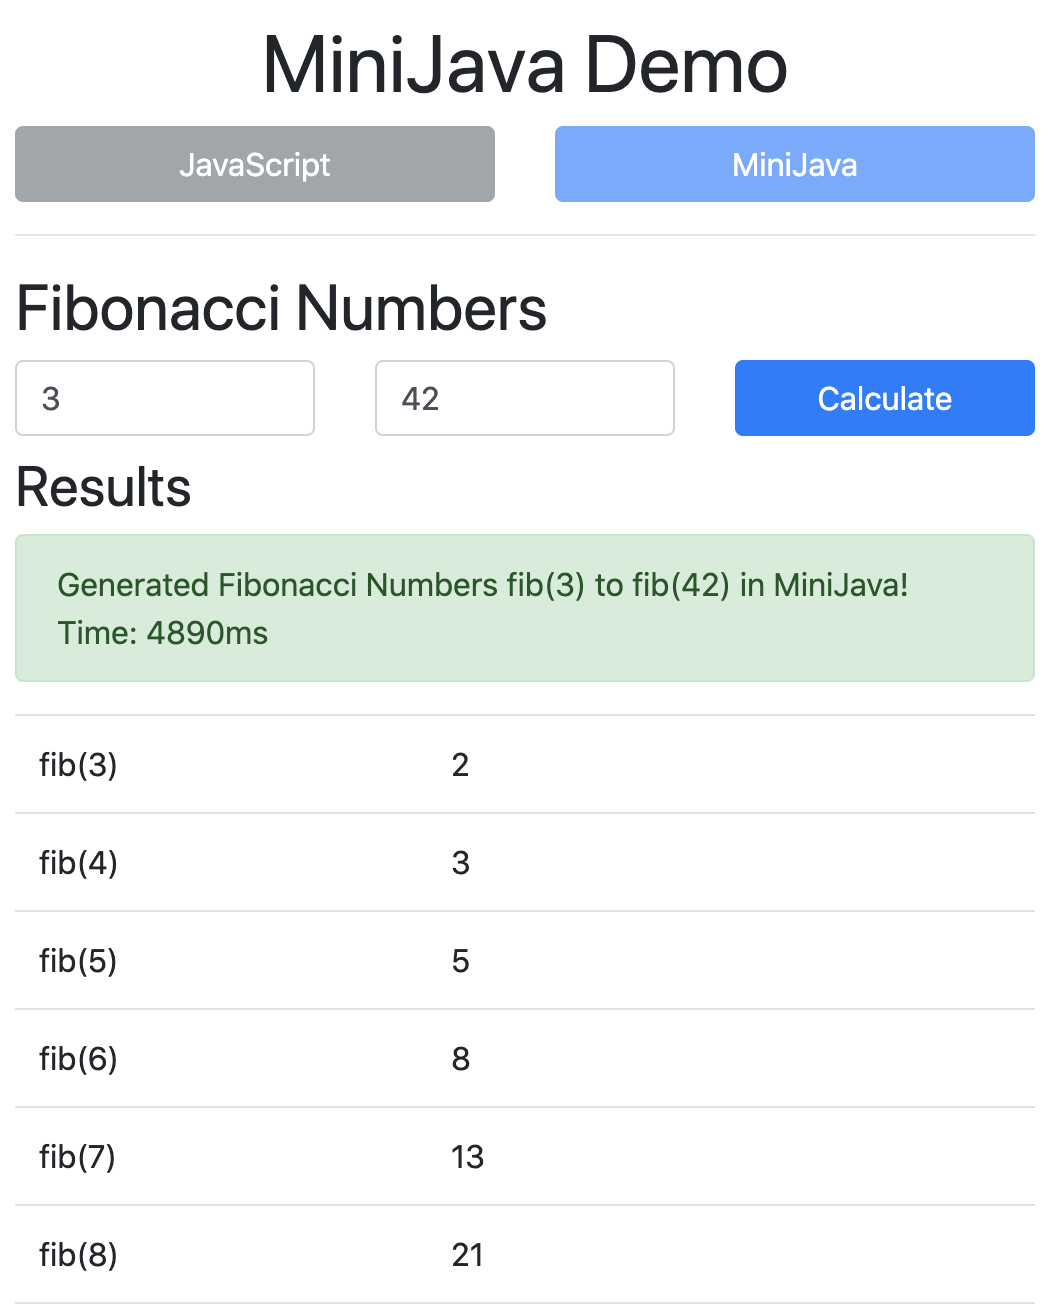 MiniJava Demo
JavaScript MiniJava
Fibonacci Numbers
3 42 Calculate
Results
Generated Fibonacci Numbers fib(3) to fib(42) in MiniJava!
Time: 4890ms
fib(3) 2
fib(4) 3
fib(5) 5
fib(6) 8
fib(7) 13
fib(8) 21